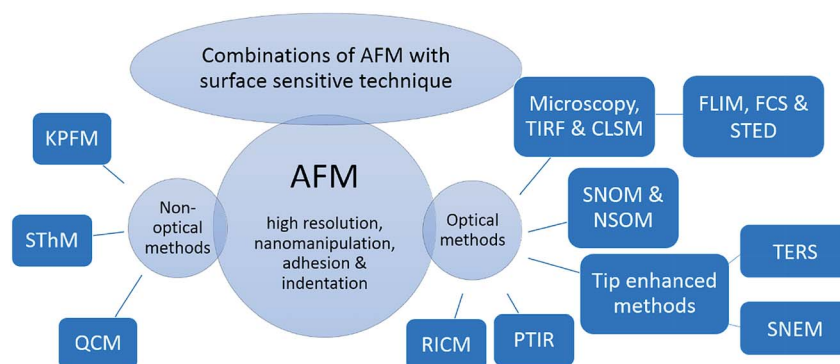 Combinations of AFM with
surface sensitive technique
KPFM
SThM
QCM
Non-
optical
methods
AFM
high resolution,
nanomanipulation,
adhesion &
indentation
Optical
methods
Microscopy,
TIRF & CLSM
FLIM, FCS &
STED
SNOM &
NSOM
Tip enhanced
methods
TERS
SNEM
RICM
PTIR